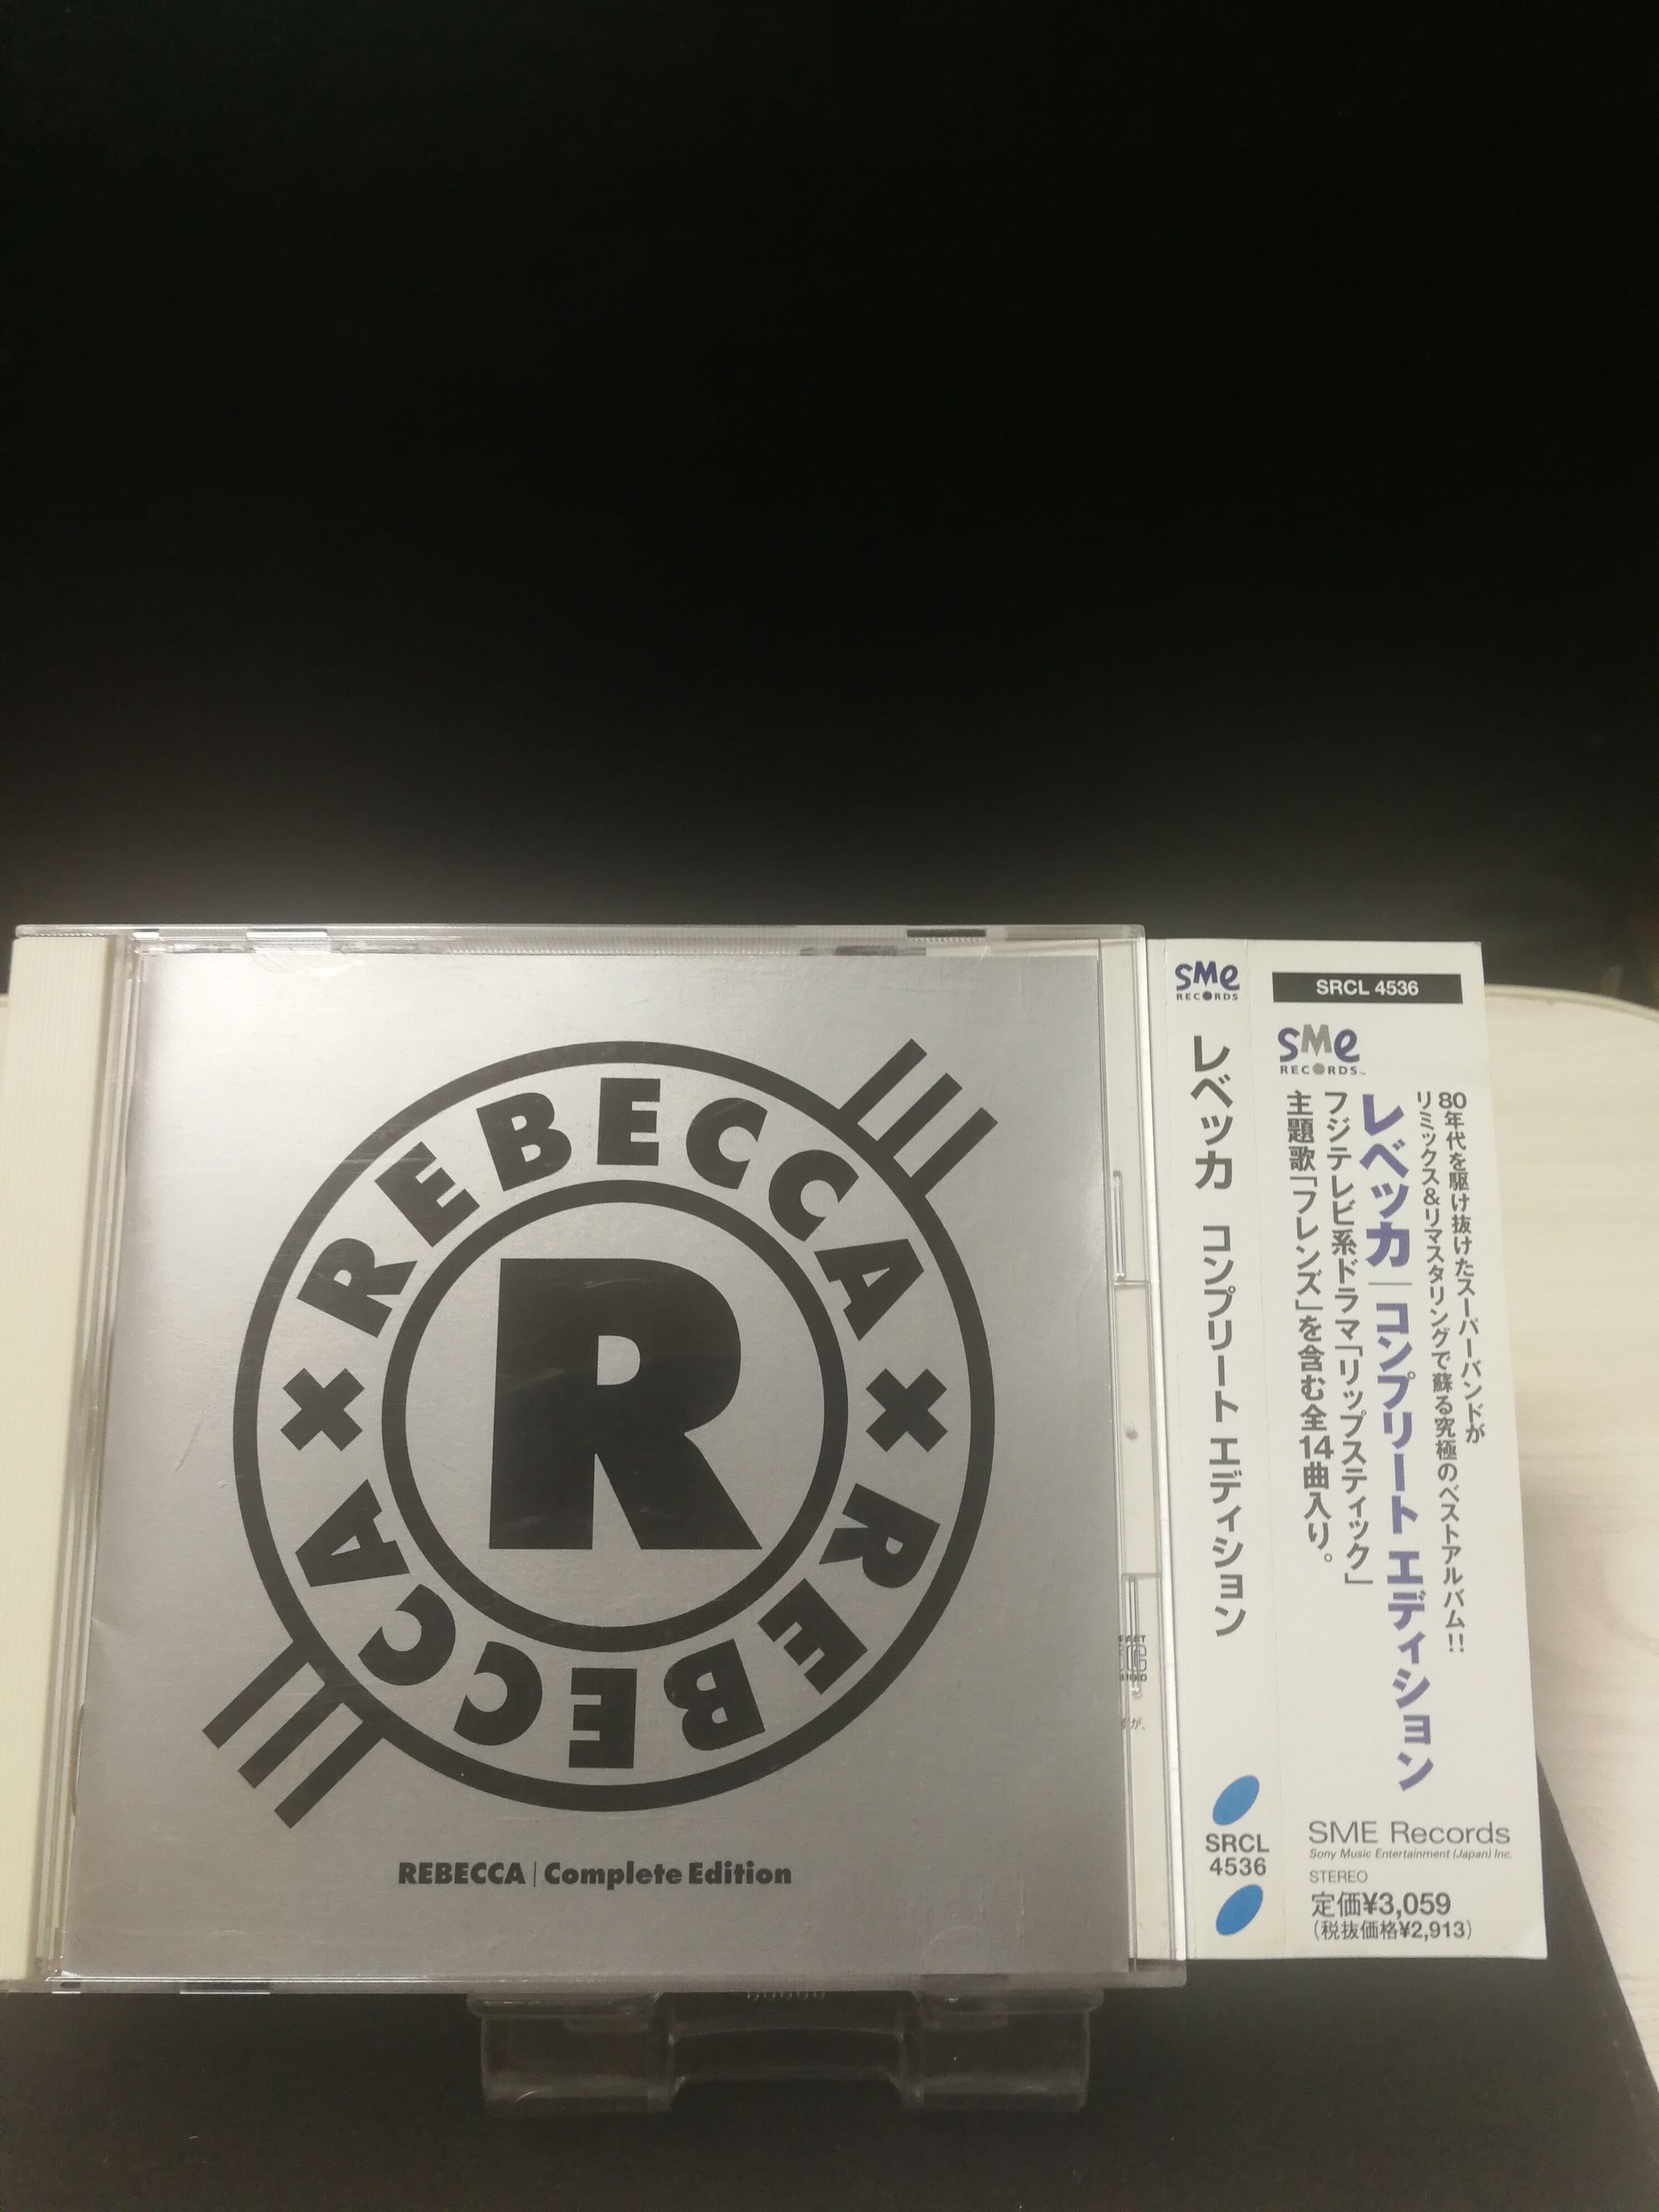 REBECCA × REBECCA ×
R
REBECCA | Complete Edition
SMe
RECORDS
レベッカ コンプリート エディション
SRCL
4536
SRCL 4536
SMe
RECORDS
80年代を駆け抜けたスーパーバンドが
リミックス&リマスタリングで蘇る究極のベストアルバム!!
レベッカ|コンプリート エディション
フジテレビ系ドラマ「リップスティック」
主題歌「フレンズ」を含む全14曲入り。
SME Records
Sony Music Entertainment (Japan) Inc.
STEREO
定価¥3,059
(税抜価格¥2,913)